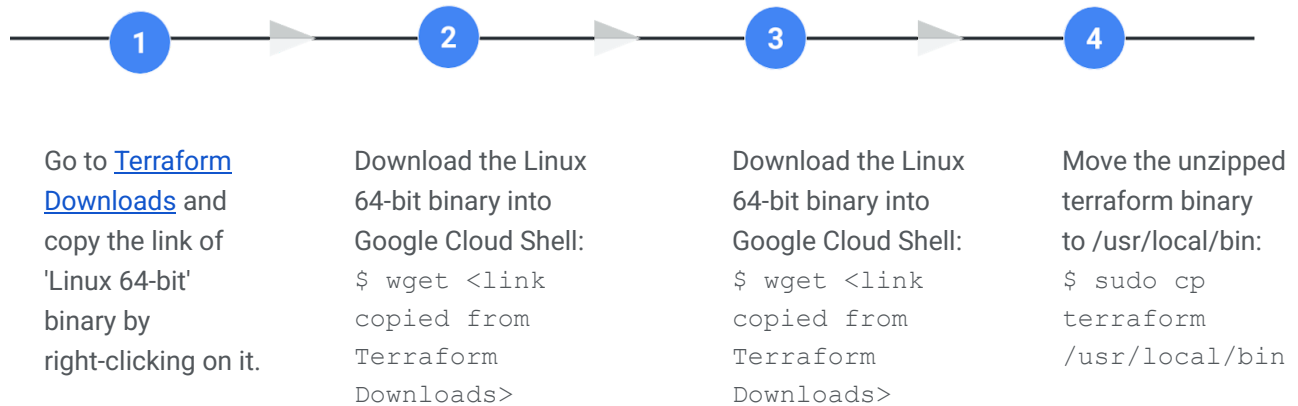 1
Go to Terraform
Downloads and
copy the link of
'Linux 64-bit'
binary by
right-clicking on it.
2
Download the Linux
64-bit binary into
Google Cloud Shell:
$ wget <link
copied from
Terraform
Downloads>
3
Download the Linux
64-bit binary into
Google Cloud Shell:
$ wget <link
copied from
Terraform
Downloads>
4
Move the unzipped
terraform binary
to /usr/local/bin:
$ sudo cp
terraform
/usr/local/bin